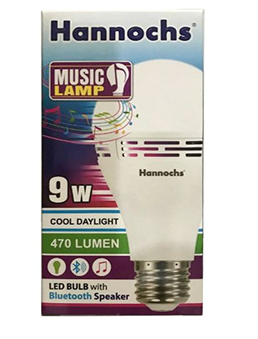 Hannochs®
MUSIC
LAMP
9W
Hannochs®
COOL DAYLIGHT
470 LUMEN
LED BULB with
Bluetooth Speaker